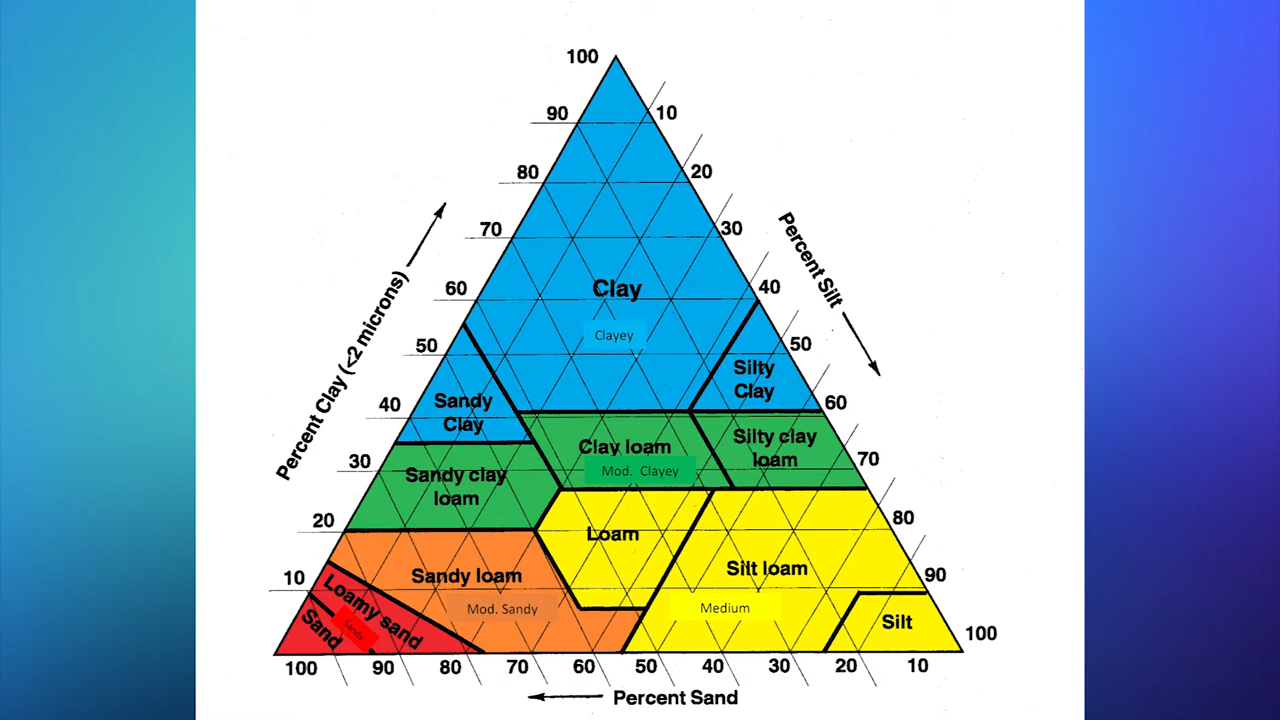 100
90
10
80
20
70
30
Percent Clay (<2 microns)
Percent Silt
60
Clay
40
Clayey
50
50
Silty
Clay
40
Sandy
Clay
60
Clay loam
Mod. Clayey
Silty clay
loam
30
Sandy clay
loam
70
20
Loam
80
10
Sandy loam
Mod. Sandy
Silt loam
Medium
90
Loamy sand
Sandy
Sand
Silt
100
100
90
80
70
60
50
40
30
20
10
Percent Sand